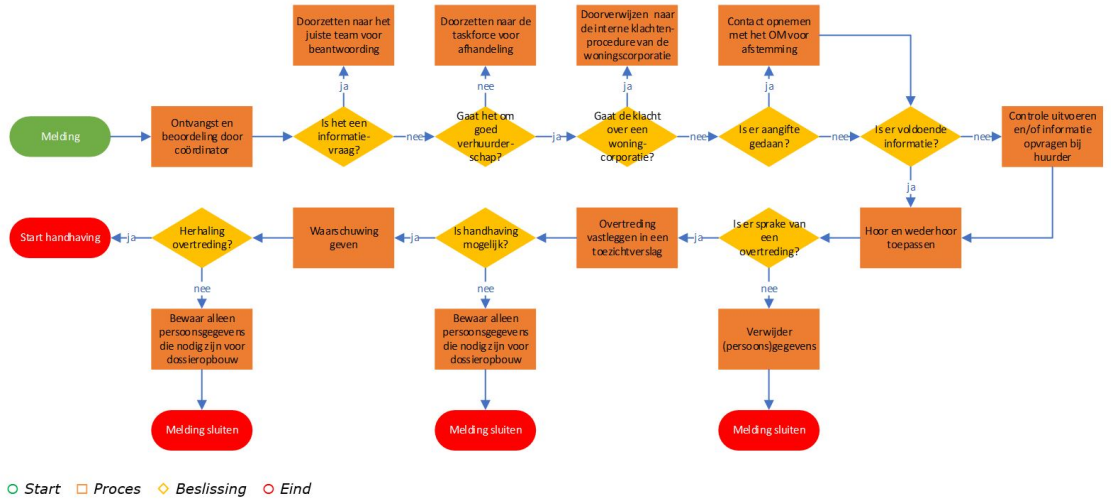 Doorzetten naar het
juiste team voor
beantwoording
Doorzetten naar de
taskforce voor
afhandeling
Doorverwijzen naar
de interne klachten-
procedure van de
woningscorporatie
Contact opnemen
met het OM voor
afstemming
ja
nee
ja
ja
Melding
Ontvangst en
beoordeling door
coördinator
Is het een
informatie-
vraag?
nee
Gaat het om
goed
verhuurder-
schap?
ja
Gaat de klacht
over een
woning-
corporatie?
nee
Is er aangifte
gedaan?
nee
Is er voldoende
informatie?
nee
Controle uitvoeren
en/of informatie
opvragen bij
huurder
ja
Start handhaving
ja
Herhaling
overtreding?
Waarschuwing
geven
ja
Is handhaving
mogelijk?
Overtreding
vastleggen in een
toezichtverslag
ja
Is er sprake van
een
overtreding?
Hoor en wederhoor
toepassen
nee
nee
nee
Bewaar alleen
persoonsgegevens
die nodig zijn voor
dossieropbouw
Bewaar alleen
persoonsgegevens
die nodig zijn voor
dossieropbouw
Verwijder
(persoons)gegevens
Melding sluiten
Melding sluiten
Melding sluiten
Start
Proces
Beslissing
Eind